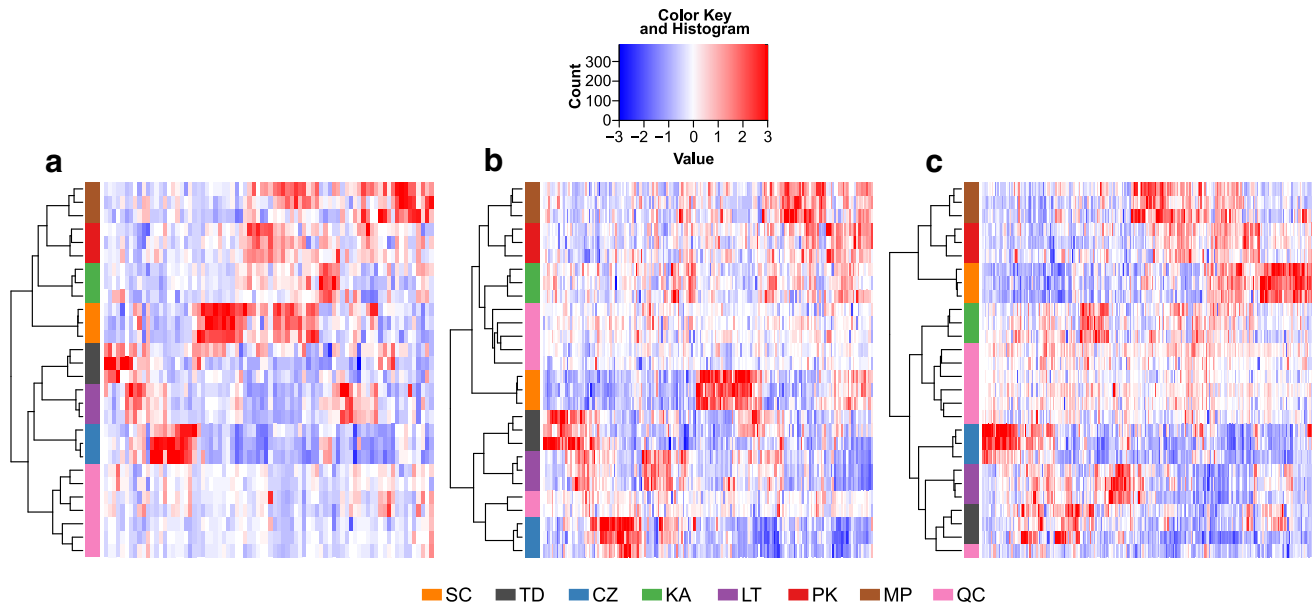 Color Key
and Histogram
Count
300
200
100
0
−3 −2 −1 0 1 2 3
Value
a b c
SC TD CZ KA LT PK MP QC